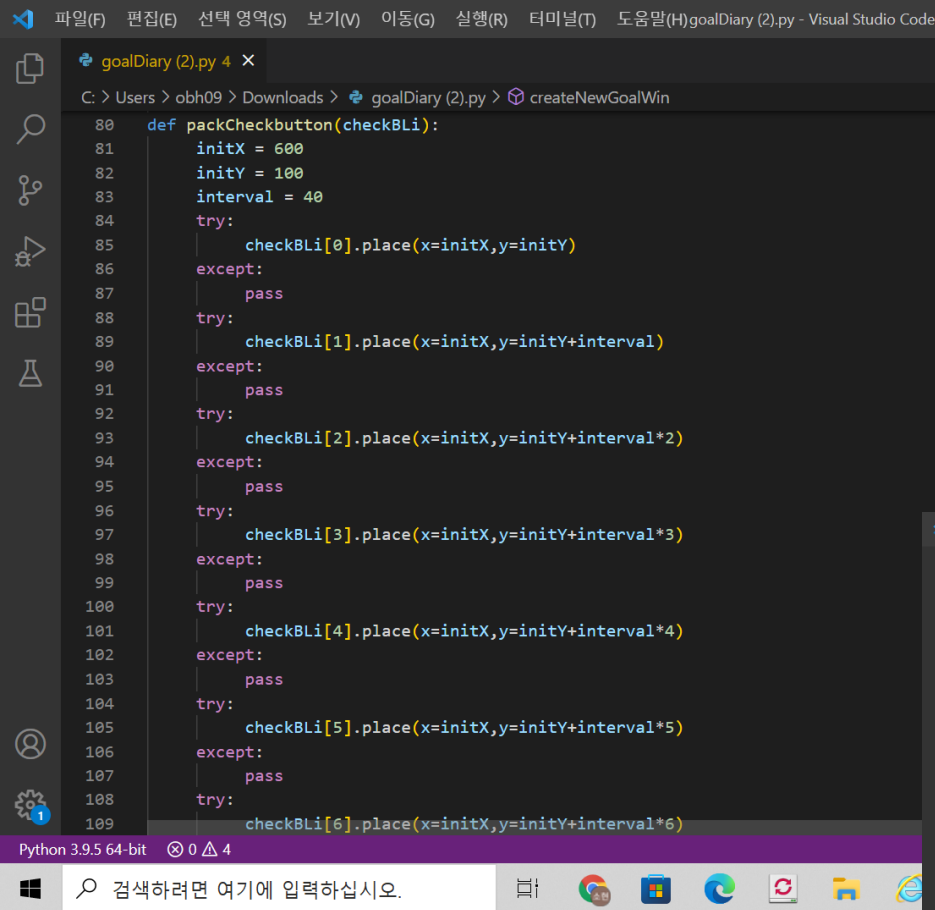 파일(F) 편집(E) 선택 영역(S) 보기(V) 이동(G) 실행(R) 터미널(T) 도움말(H) goalDiary (2).py - Visual Studio Code
goalDiary (2).py 4
C: > Users > obh09 > Downloads > goalDiary (2).py > createNewGoalWin
80 def packCheckbutton(checkBLi):
81 initX = 600
82 initY = 100
83 interval = 40
84 try:
85 checkBLi[0].place(x=initX,y=initY)
86 except:
87 pass
88 try:
89 checkBLi[1].place(x=initX,y=initY+interval)
90 except:
91 pass
92 try:
93 checkBLi[2].place(x=initX,y=initY+interval*2)
94 except:
95 pass
96 try:
97 checkBLi[3].place(x=initX,y=initY+interval*3)
98 except:
99 pass
100 try:
101 checkBLi[4].place(x=initX,y=initY+interval*4)
102 except:
103 pass
104 try:
105 checkBLi[5].place(x=initX,y=initY+interval*5)
106 except:
107 pass
108 try:
109 checkBLi[6].place(x=initX,y=initY+interval*6)
1
Python 3.9.5 64-bit 0 4
검색하려면 여기에 입력하십시오.